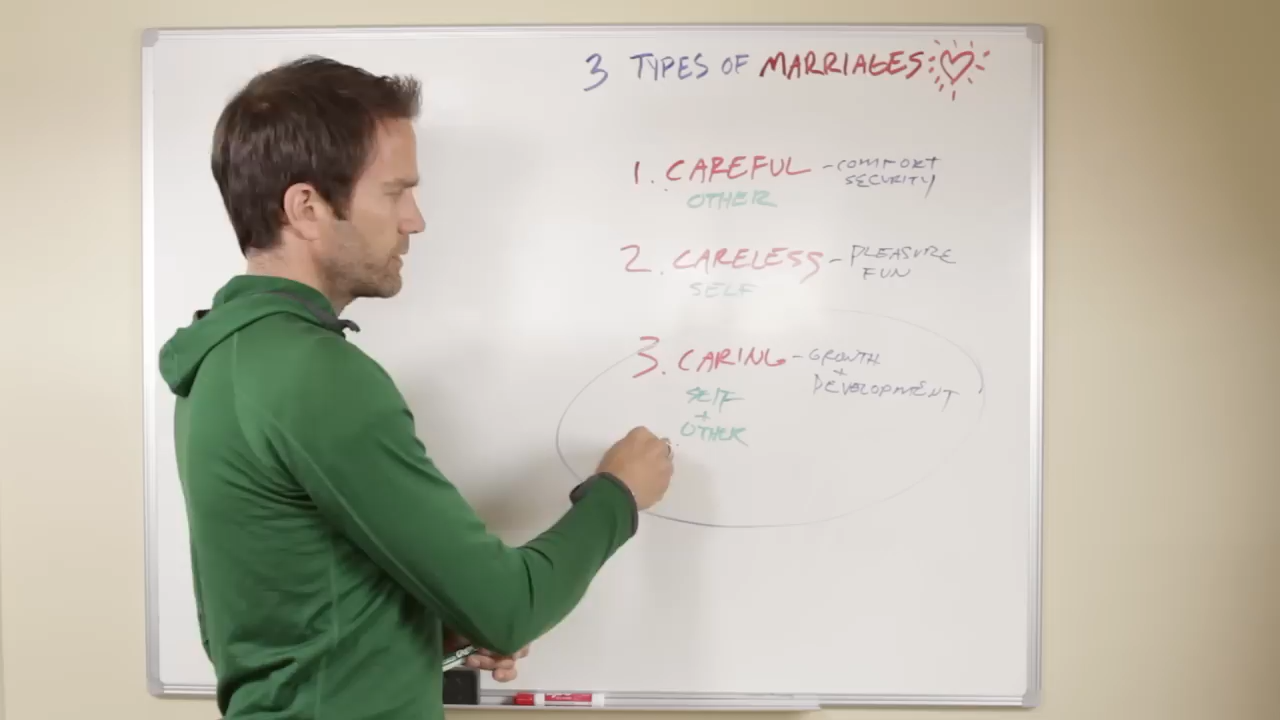 3 TYPES OF MARRIAGES:
1. CAREFUL - COMFORT
SECURITY
OTHER
2. CARELESS - PLEASURE
FUN
SELF
3. CARING - GROWTH
+
DEVELOPMENT
SELF
+
OTHER